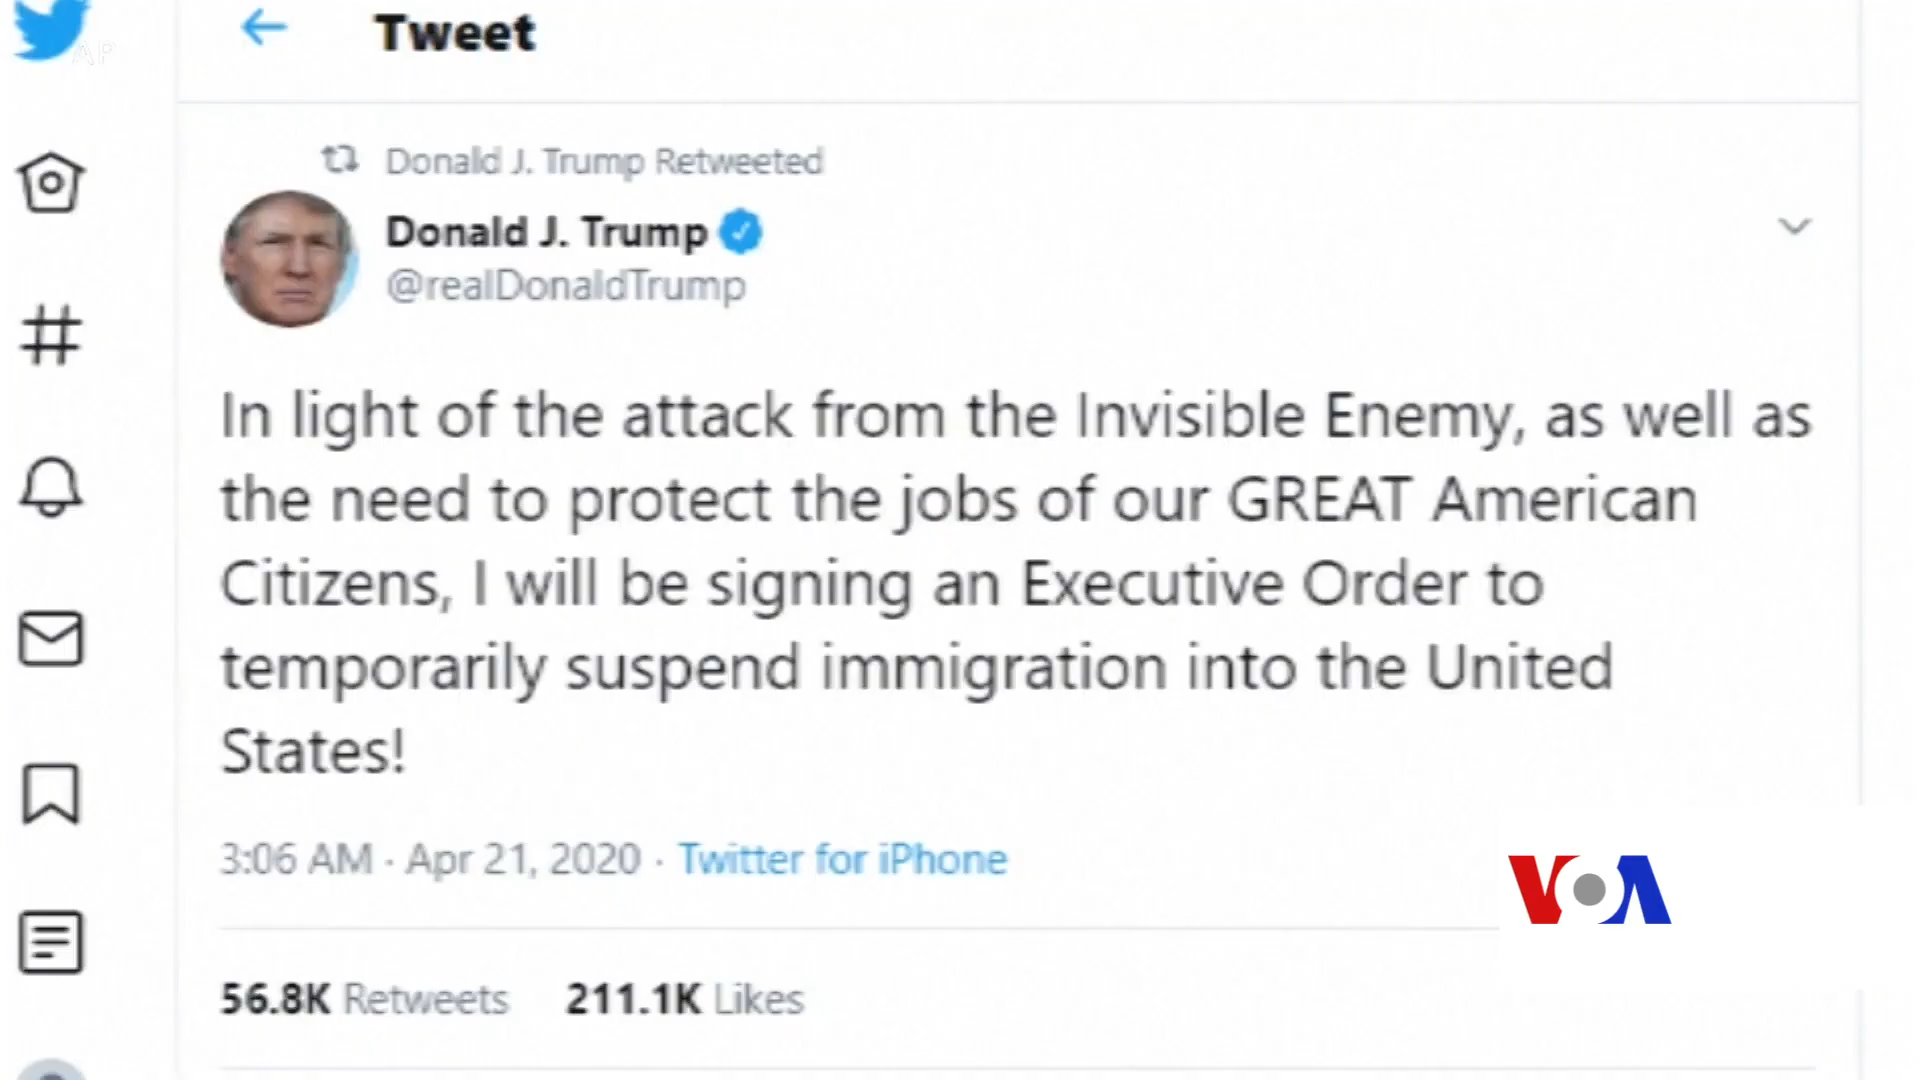 AP
Tweet
Donald J. Trump Retweeted
Donald J. Trump
@realDonaldTrump
In light of the attack from the Invisible Enemy, as well as
the need to protect the jobs of our GREAT American
Citizens, I will be signing an Executive Order to
temporarily suspend immigration into the United
States!
3:06 AM · Apr 21, 2020 · Twitter for iPhone
VOA
56.8K Retweets 211.1K Likes